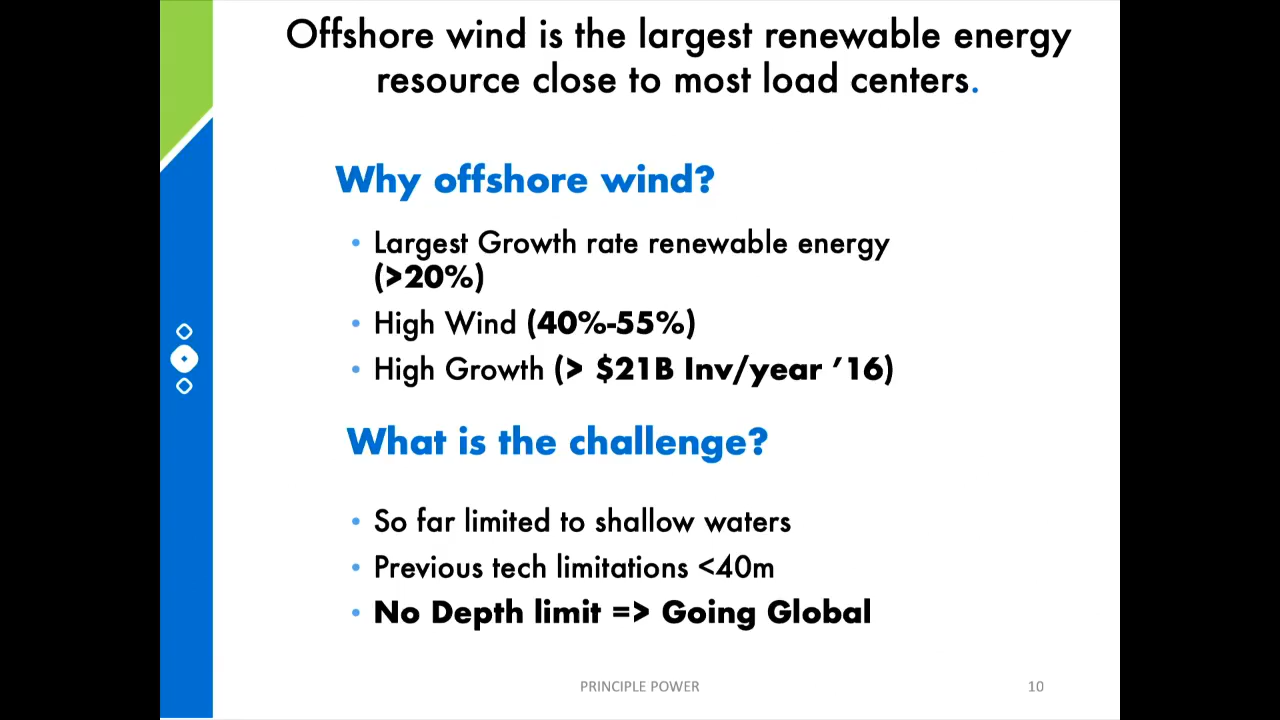 Offshore wind is the largest renewable energy
resource close to most load centers.
Why offshore wind?
• Largest Growth rate renewable energy
(>20%)
• High Wind (40%-55%)
• High Growth (> $21B Inv/year ’16)
What is the challenge?
• So far limited to shallow waters
• Previous tech limitations <40m
• No Depth limit => Going Global
PRINCIPLE POWER
10